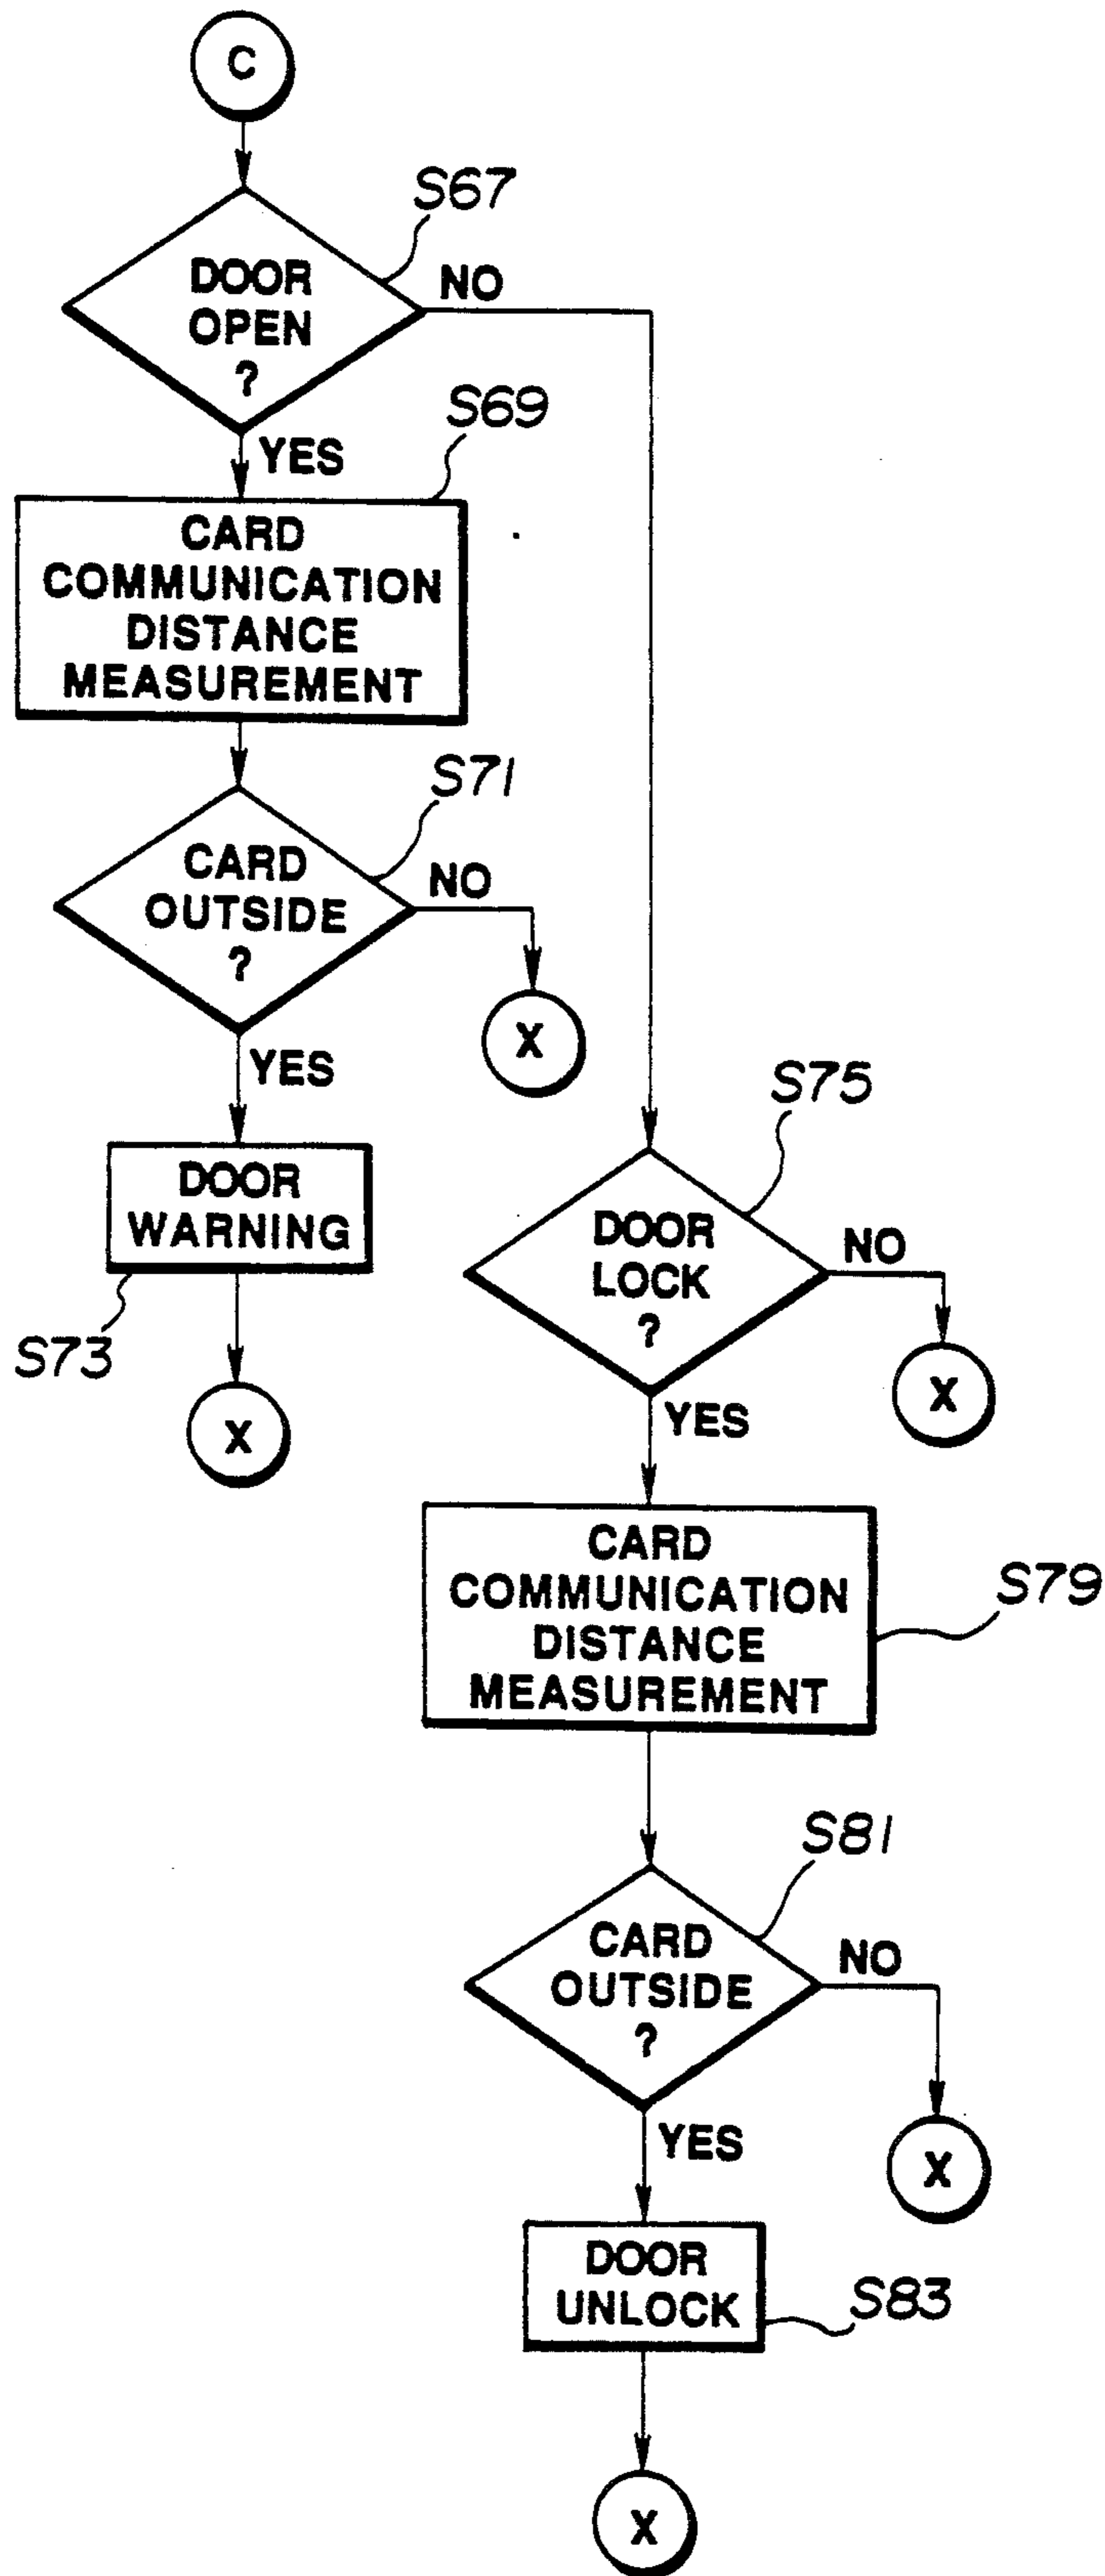 C
S67
DOOR
OPEN
?
NO
YES
S69
CARD
COMMUNICATION
DISTANCE
MEASUREMENT
S71
CARD
OUTSIDE
?
NO
X
YES
DOOR
WARNING
S73
X
S75
DOOR
LOCK
?
NO
X
YES
CARD
COMMUNICATION
DISTANCE
MEASUREMENT
S79
S81
CARD
OUTSIDE
?
NO
X
YES
DOOR
UNLOCK
S83
X